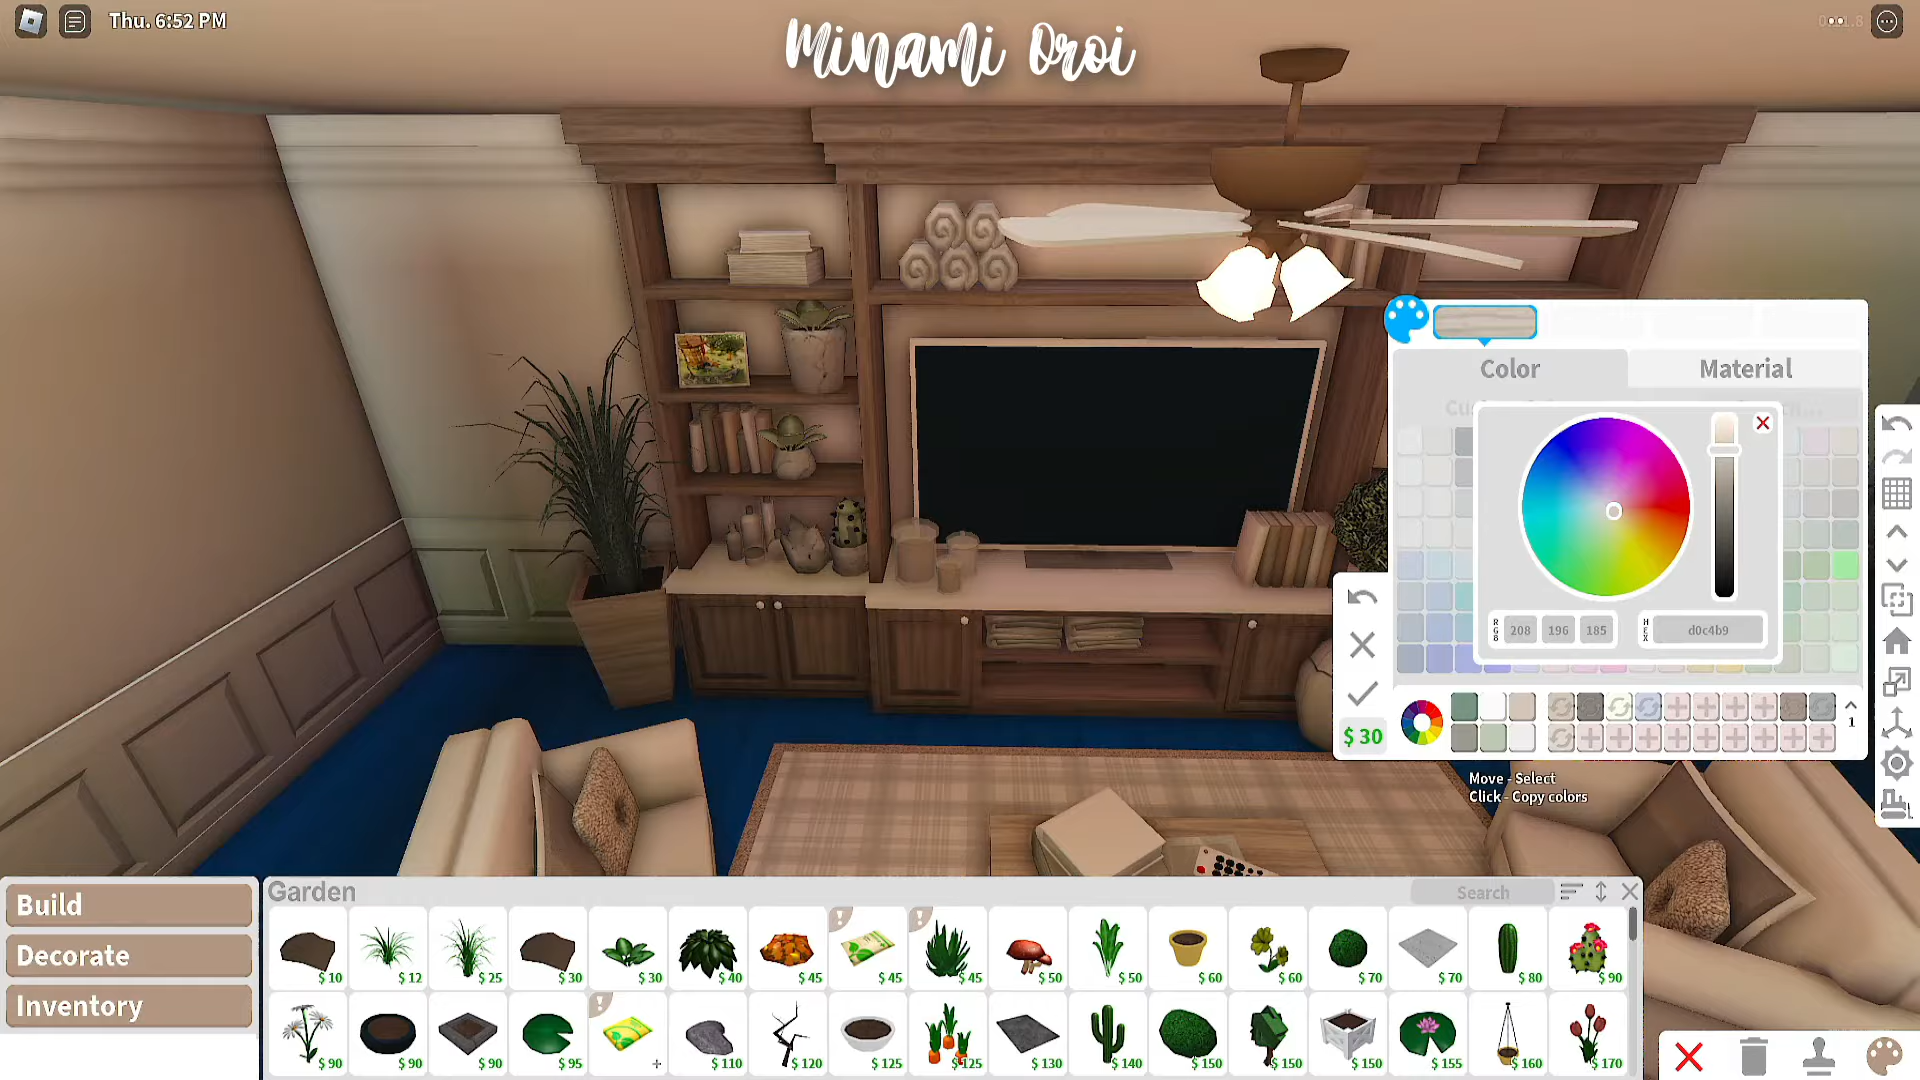 Thu. 6:52 PM
Minami Oroi
Color
Material
R
G
B
208
196
185
H
E
X
d0c4b9
$ 30
1
Move - Select
Click - Copy colors
Build
Decorate
Inventory
Garden
Search
$ 10
$ 12
$ 25
$ 30
$ 30
$ 40
$ 45
$ 45
$ 45
$ 50
$ 50
$ 60
$ 60
$ 70
$ 70
$ 80
$ 90
$ 90
$ 90
$ 90
$ 95
$ 110
$ 120
$ 125
$ 125
$ 130
$ 140
$ 150
$ 150
$ 150
$ 155
$ 160
$ 170